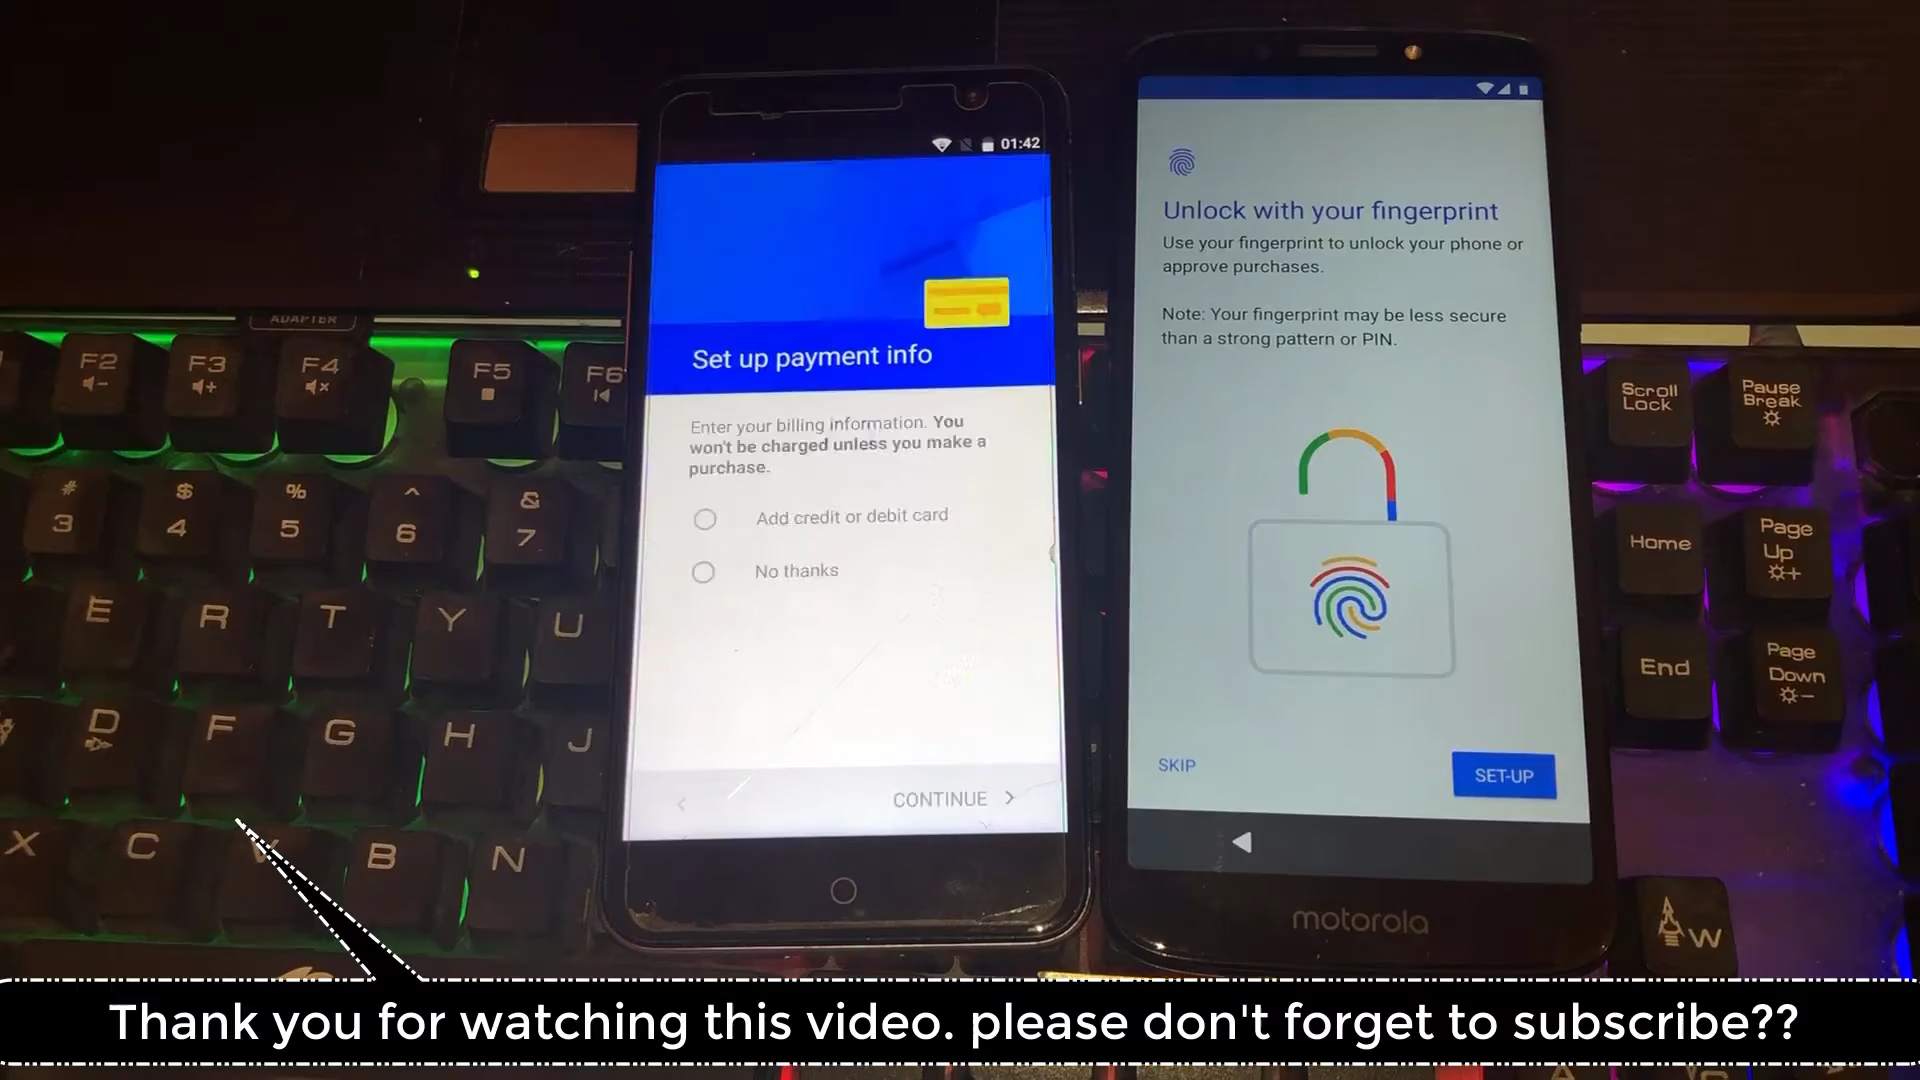 01:42
Set up payment info
Enter your billing information. You
won't be charged unless you make a
purchase.
Add credit or debit card
No thanks
CONTINUE
Unlock with your fingerprint
Use your fingerprint to unlock your phone or
approve purchases.
Note: Your fingerprint may be less secure
than a strong pattern or PIN.
SKIP
SET-UP
motorola
ADAPTER
F2
F3
F4
F5
F6
#
3
$
4
%
5
^
6
&
7
E
R
T
Y
U
D
F
G
H
J
X
C
V
B
N
Scroll
Lock
Pause
Break
Home
Page
Up
End
Page
Down
W
Thank you for watching this video. please don't forget to subscribe??